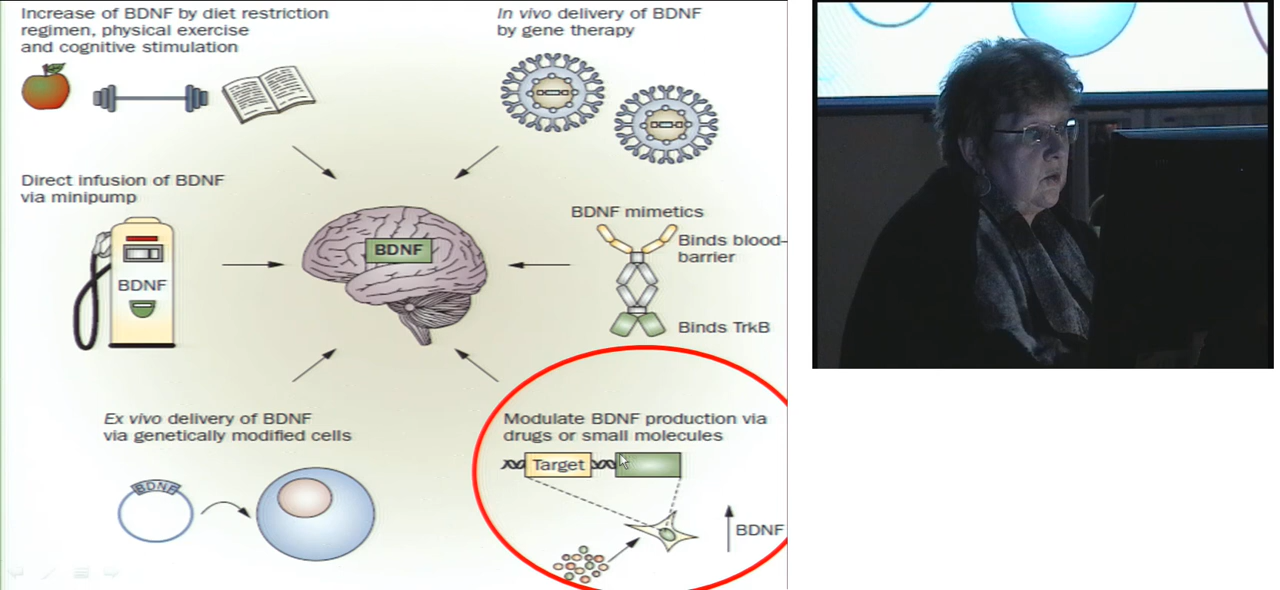 Increase of BDNF by diet restriction
regimen, physical exercise
and cognitive stimulation
In vivo delivery of BDNF
by gene therapy
Direct infusion of BDNF
via minipump
BDNF
BDNF
BDNF mimetics
Binds blood-
barrier
Binds TrkB
Ex vivo delivery of BDNF
via genetically modified cells
BDNF
Modulate BDNF production via
drugs or small molecules
Target
BDNF